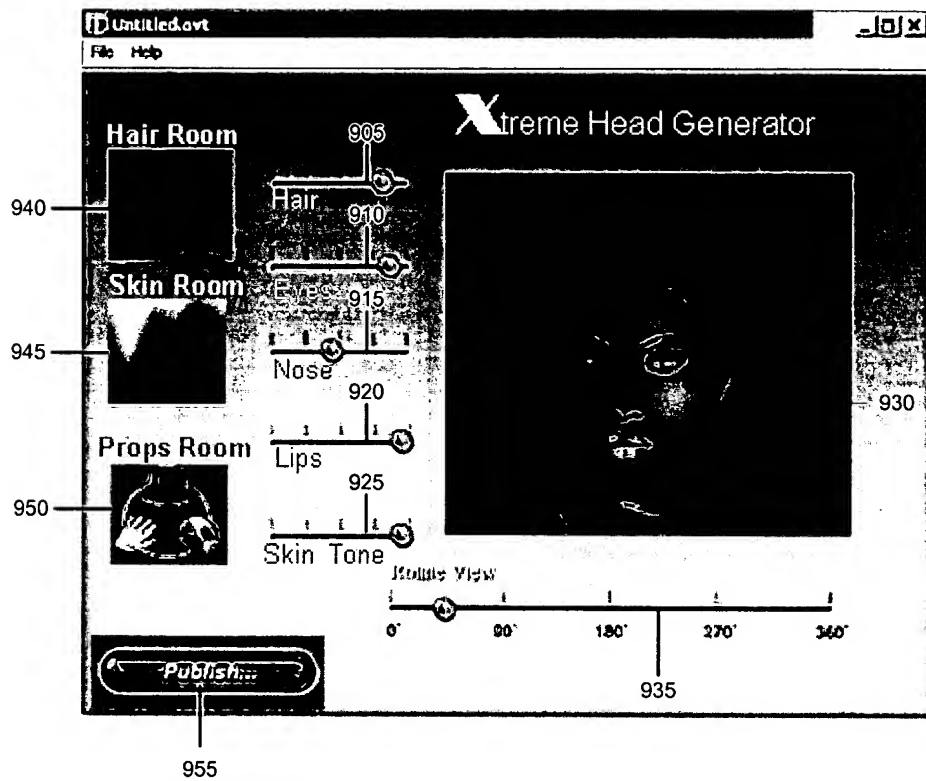 Untitled.avt
File Help
Xtreme Head Generator
Hair Room
905
Hair
940
910
Skin Room
Eyes
915
945
Nose
930
920
Props Room
Lips
925
950
Skin Tone
Rotate View
0° 90° 180° 270° 360°
Publish...
935
955